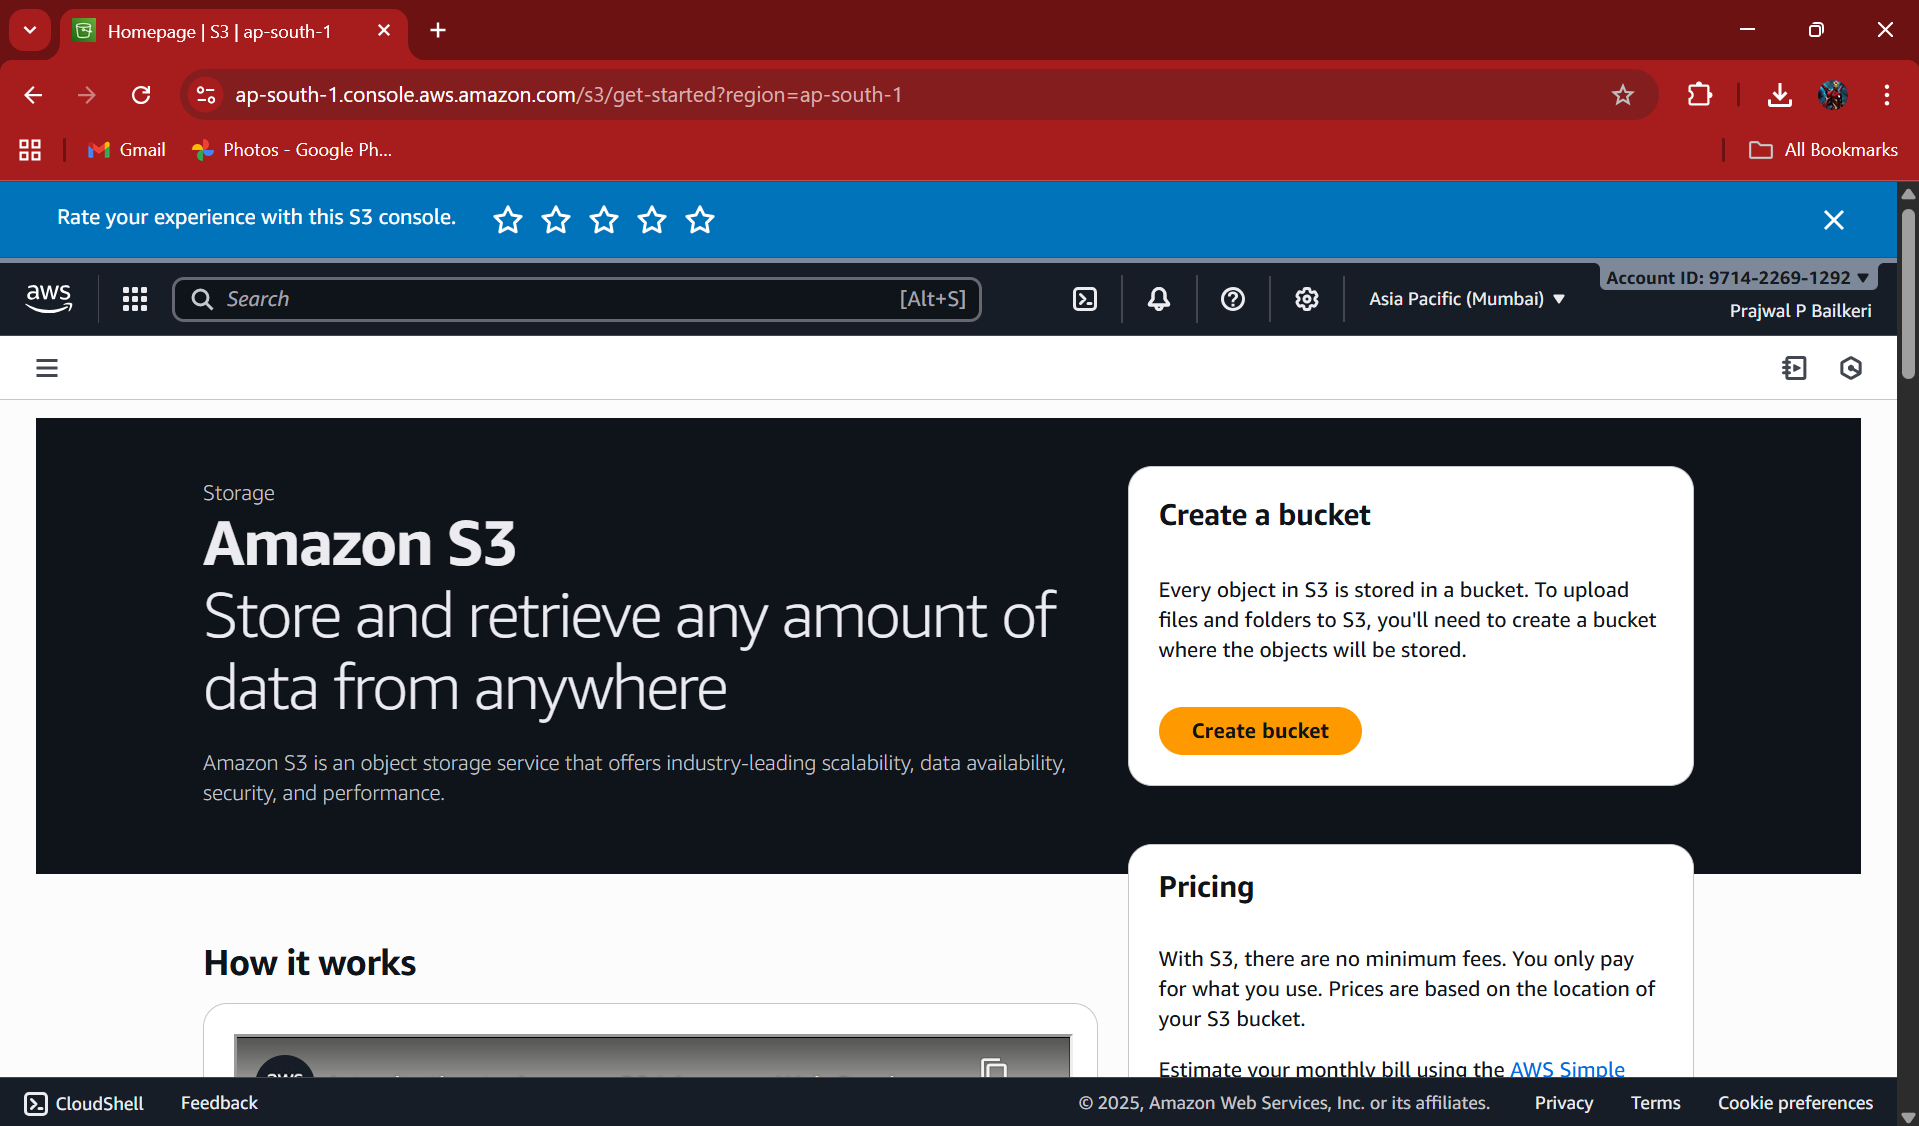 Homepage | S3 | ap-south-1
ap-south-1.console.aws.amazon.com/s3/get-started?region=ap-south-1
Gmail
Photos - Google Ph...
All Bookmarks
Rate your experience with this S3 console.
aws
Search
[Alt+S]
Asia Pacific (Mumbai)
Account ID: 9714-2269-1292
Prajwal P Bailkeri
Storage
Amazon S3
Store and retrieve any amount of
data from anywhere
Amazon S3 is an object storage service that offers industry-leading scalability, data availability,
security, and performance.
Create a bucket
Every object in S3 is stored in a bucket. To upload
files and folders to S3, you'll need to create a bucket
where the objects will be stored.
Create bucket
Pricing
With S3, there are no minimum fees. You only pay
for what you use. Prices are based on the location of
your S3 bucket.
Estimate your monthly bill using the AWS Simple
How it works
aws
CloudShell
Feedback
© 2025, Amazon Web Services, Inc. or its affiliates.
Privacy
Terms
Cookie preferences